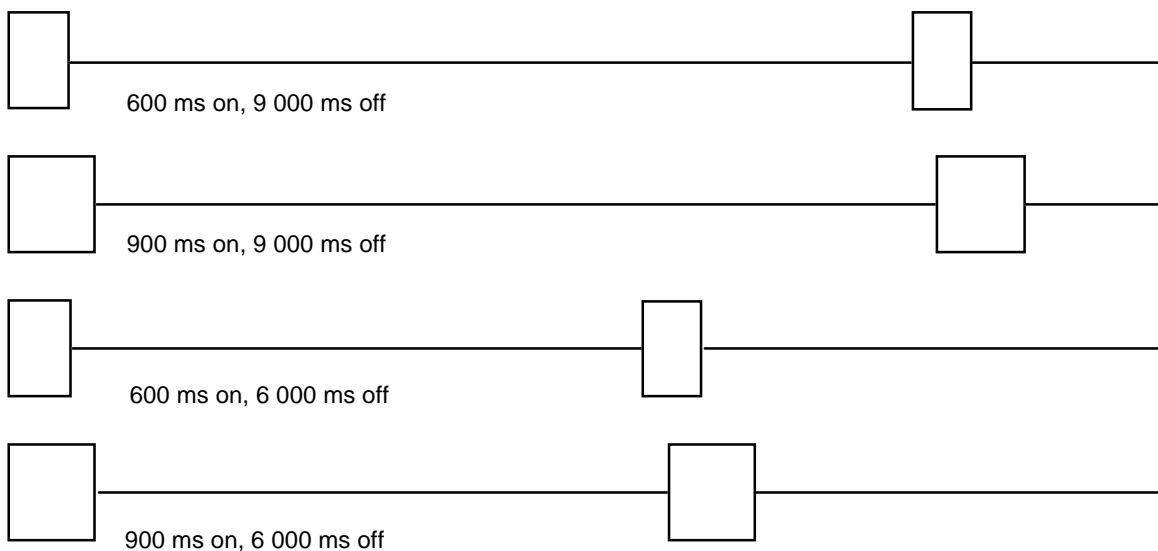 600 ms on, 9 000 ms off
900 ms on, 9 000 ms off
600 ms on, 6 000 ms off
900 ms on, 6 000 ms off